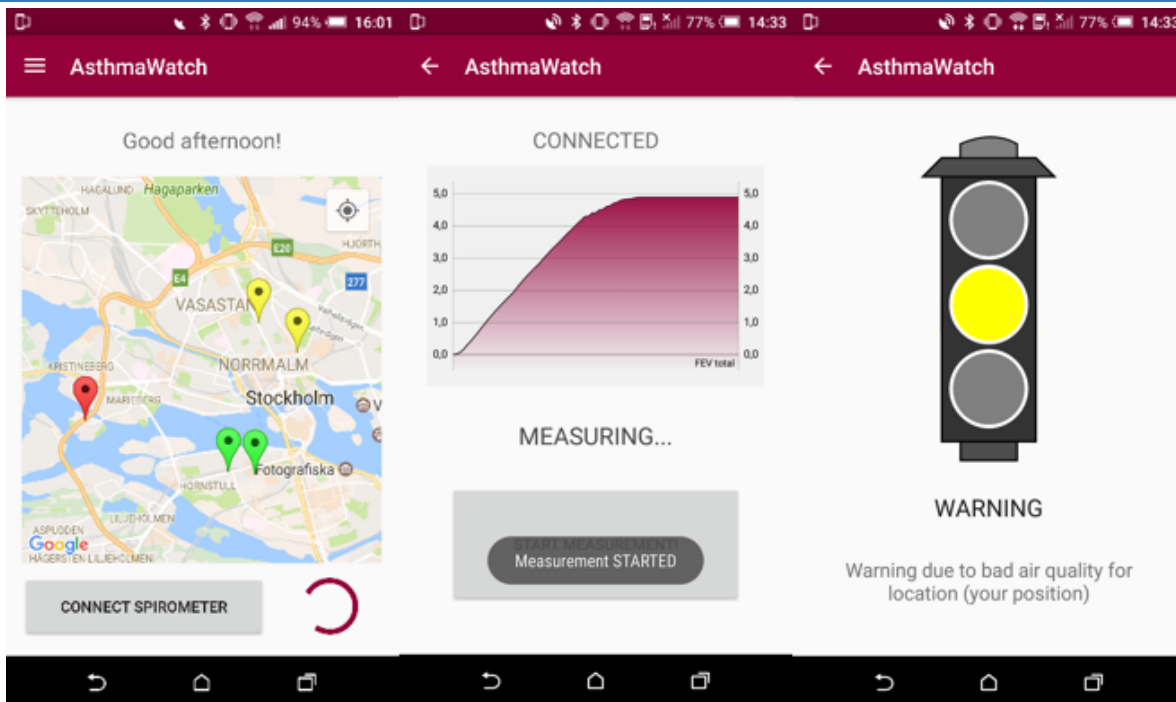 94% 16:01
AsthmaWatch
Good afternoon!
HAGALUND Hagaparken
SKYTTEHOLM
HJORTH
E20
E4
277
VASASTAN
Valhallavägen
NORRMALM
KRISTINEBERG
MARIEBERG
Stockholm
Fotografiska
HORNSTULL
LILJEHOLMEN
ASPUDDEN
Google
HÄGERSTEN LILJEHOLMEN
CONNECT SPIROMETER
77% 14:33
AsthmaWatch
CONNECTED
5,0 5,0
4,0 4,0
3,0 3,0
2,0 2,0
1,0 1,0
0,0 0,0
FEV total
MEASURING...
START MEASUREMENT!
Measurement STARTED
77% 14:33
AsthmaWatch
WARNING
Warning due to bad air quality for
location (your position)